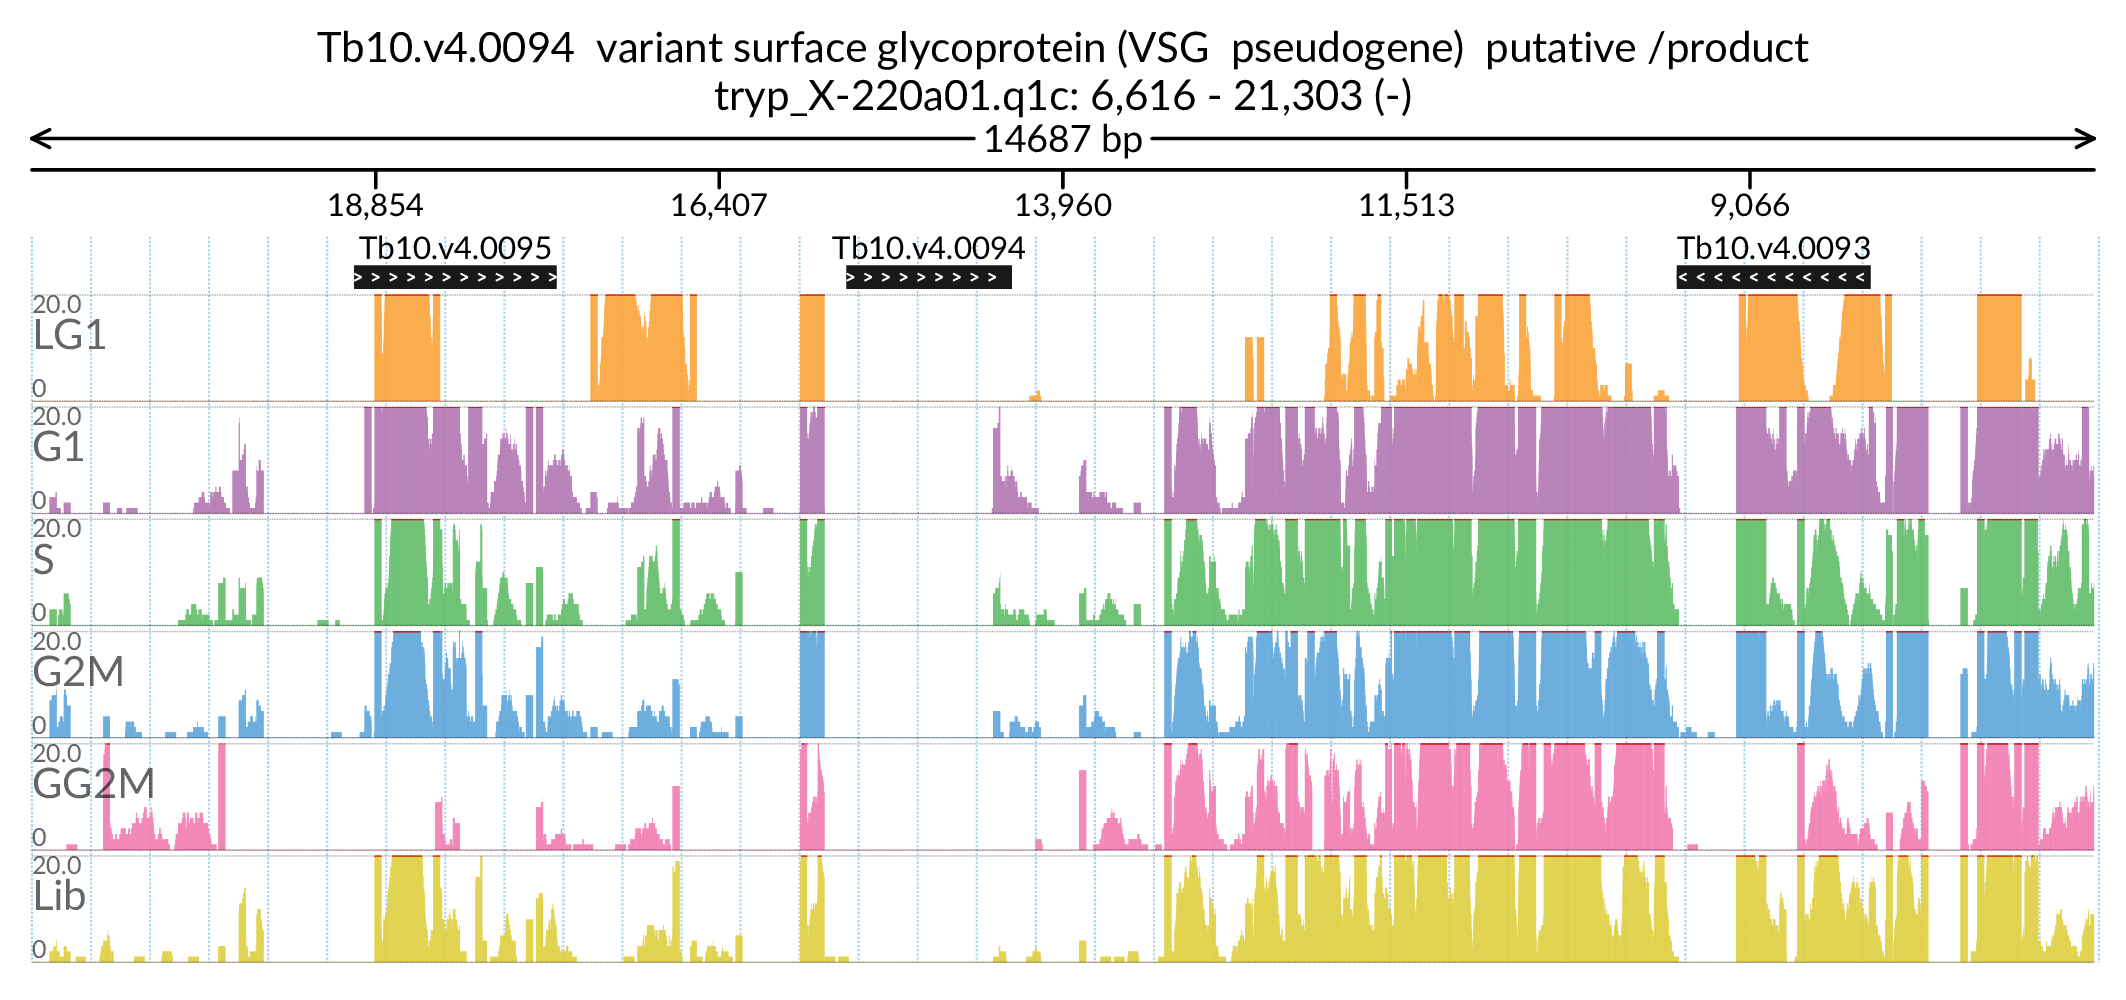 Tb10.v4.0094 variant surface glycoprotein (VSG pseudogene) putative /product
tryp_X-220a01.q1c: 6,616 - 21,303 (-)
14687 bp
18,854 16,407 13,960 11,513 9,066
Tb10.v4.0095 Tb10.v4.0094 Tb10.v4.0093
20.0
LG1
0
20.0
G1
0
20.0
S
0
20.0
G2M
0
20.0
GG2M
0
20.0
Lib
0